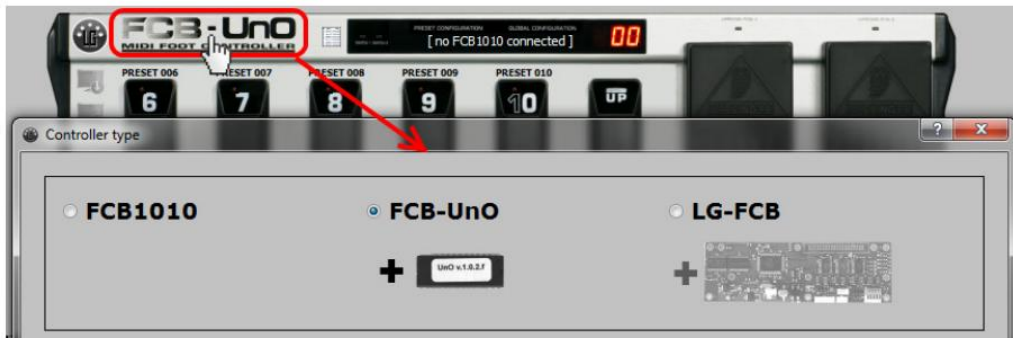 FCB-UnO
MIDI FOOT CONTROLLER
PRESET CONFIGURATION GLOBAL CONFIGURATION
[ no FCB1010 connected ]
00
PRESET 006 PRESET 007 PRESET 008 PRESET 009 PRESET 010
6 7 8 9 10 UP
Controller type
? X
FCB1010 FCB-UnO LG-FCB
+ UnO v.1.0.2.f +